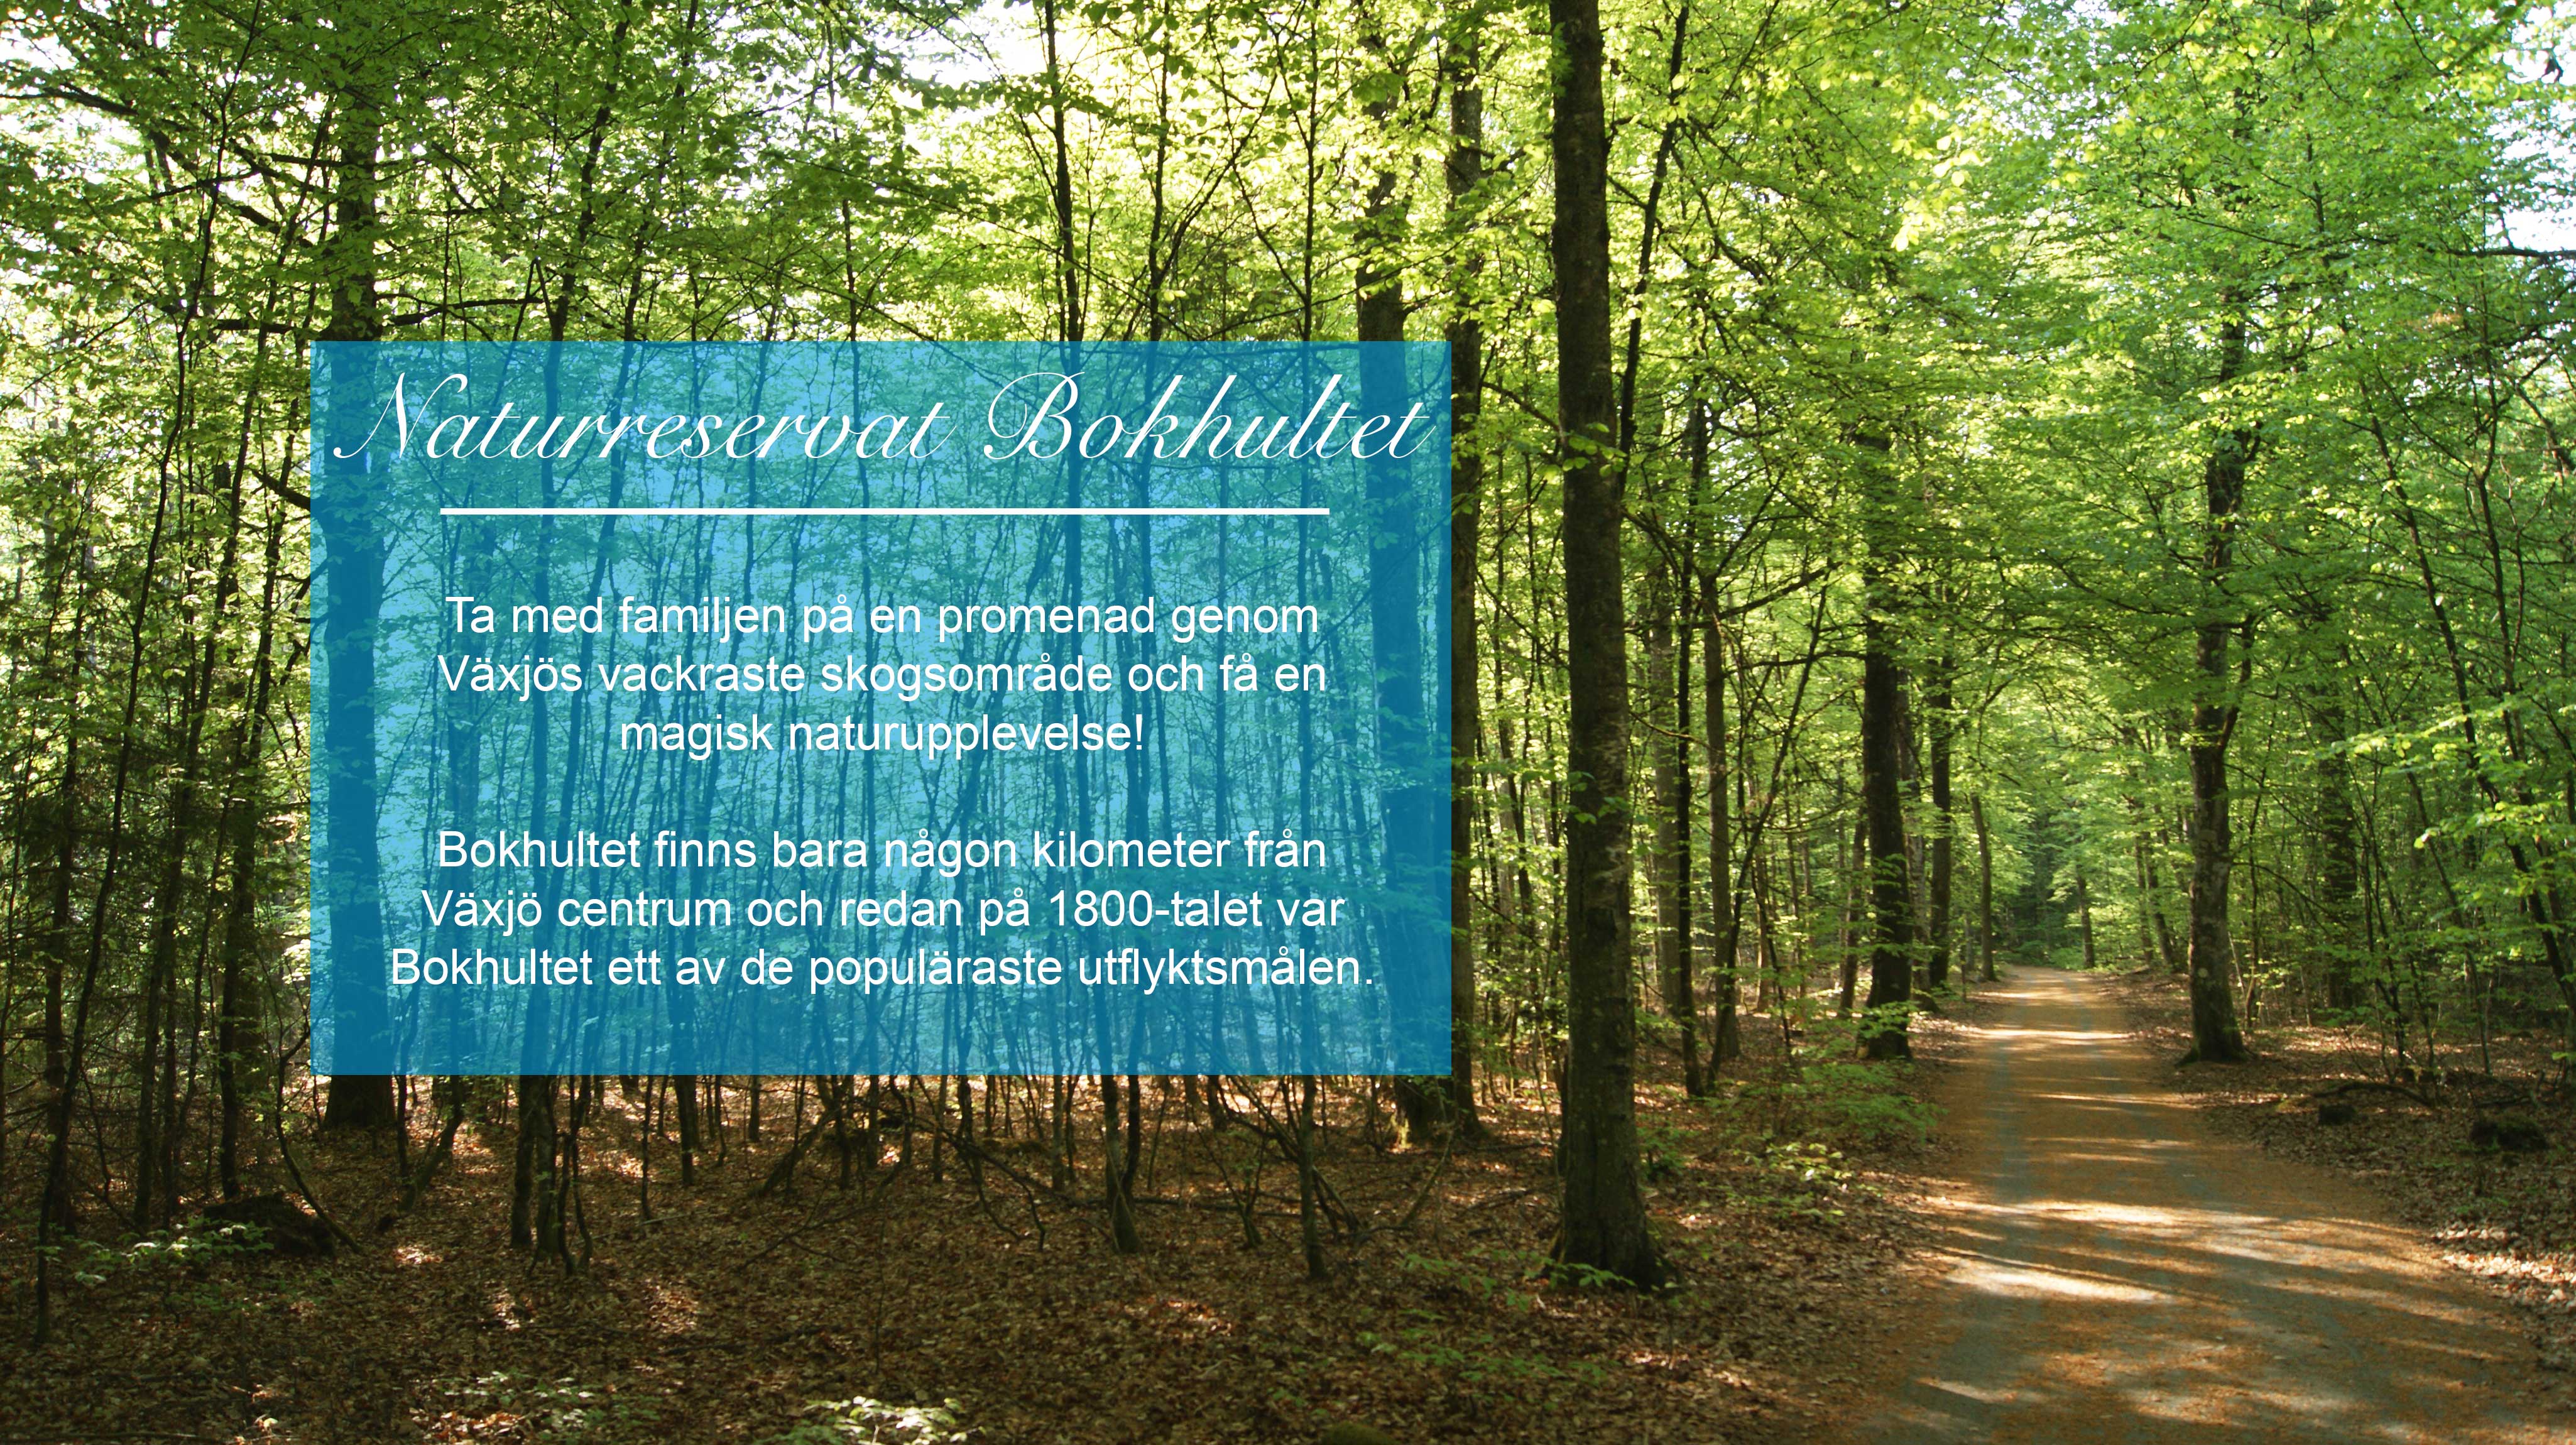 Naturreservat Bokhultet
Ta med familjen på en promenad genom
Växjös vackraste skogsområde och få en
magisk naturupplevelse!
Bokhultet finns bara någon kilometer från
Växjö centrum och redan på 1800-talet var
Bokhultet ett av de populäraste utflyktsmålen.